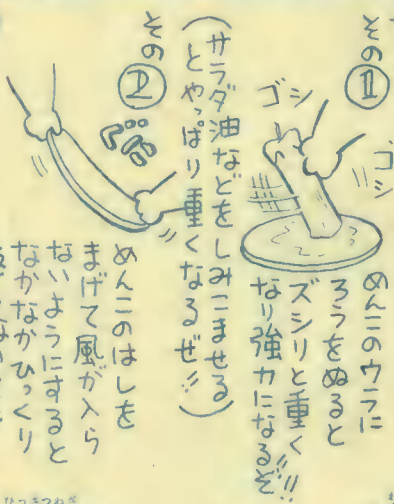 その①
ゴシ
ゴシ
めんこのウラに
ろうをぬると
ズシリと重く
なり強力になるぞ!!
(サラダ油などをしみこませる
とやっぱり重くなるぜ!!)
その②
ぐや
めんこのはしを
まげて風が入ら
ないようにすると
なかなかひっくり